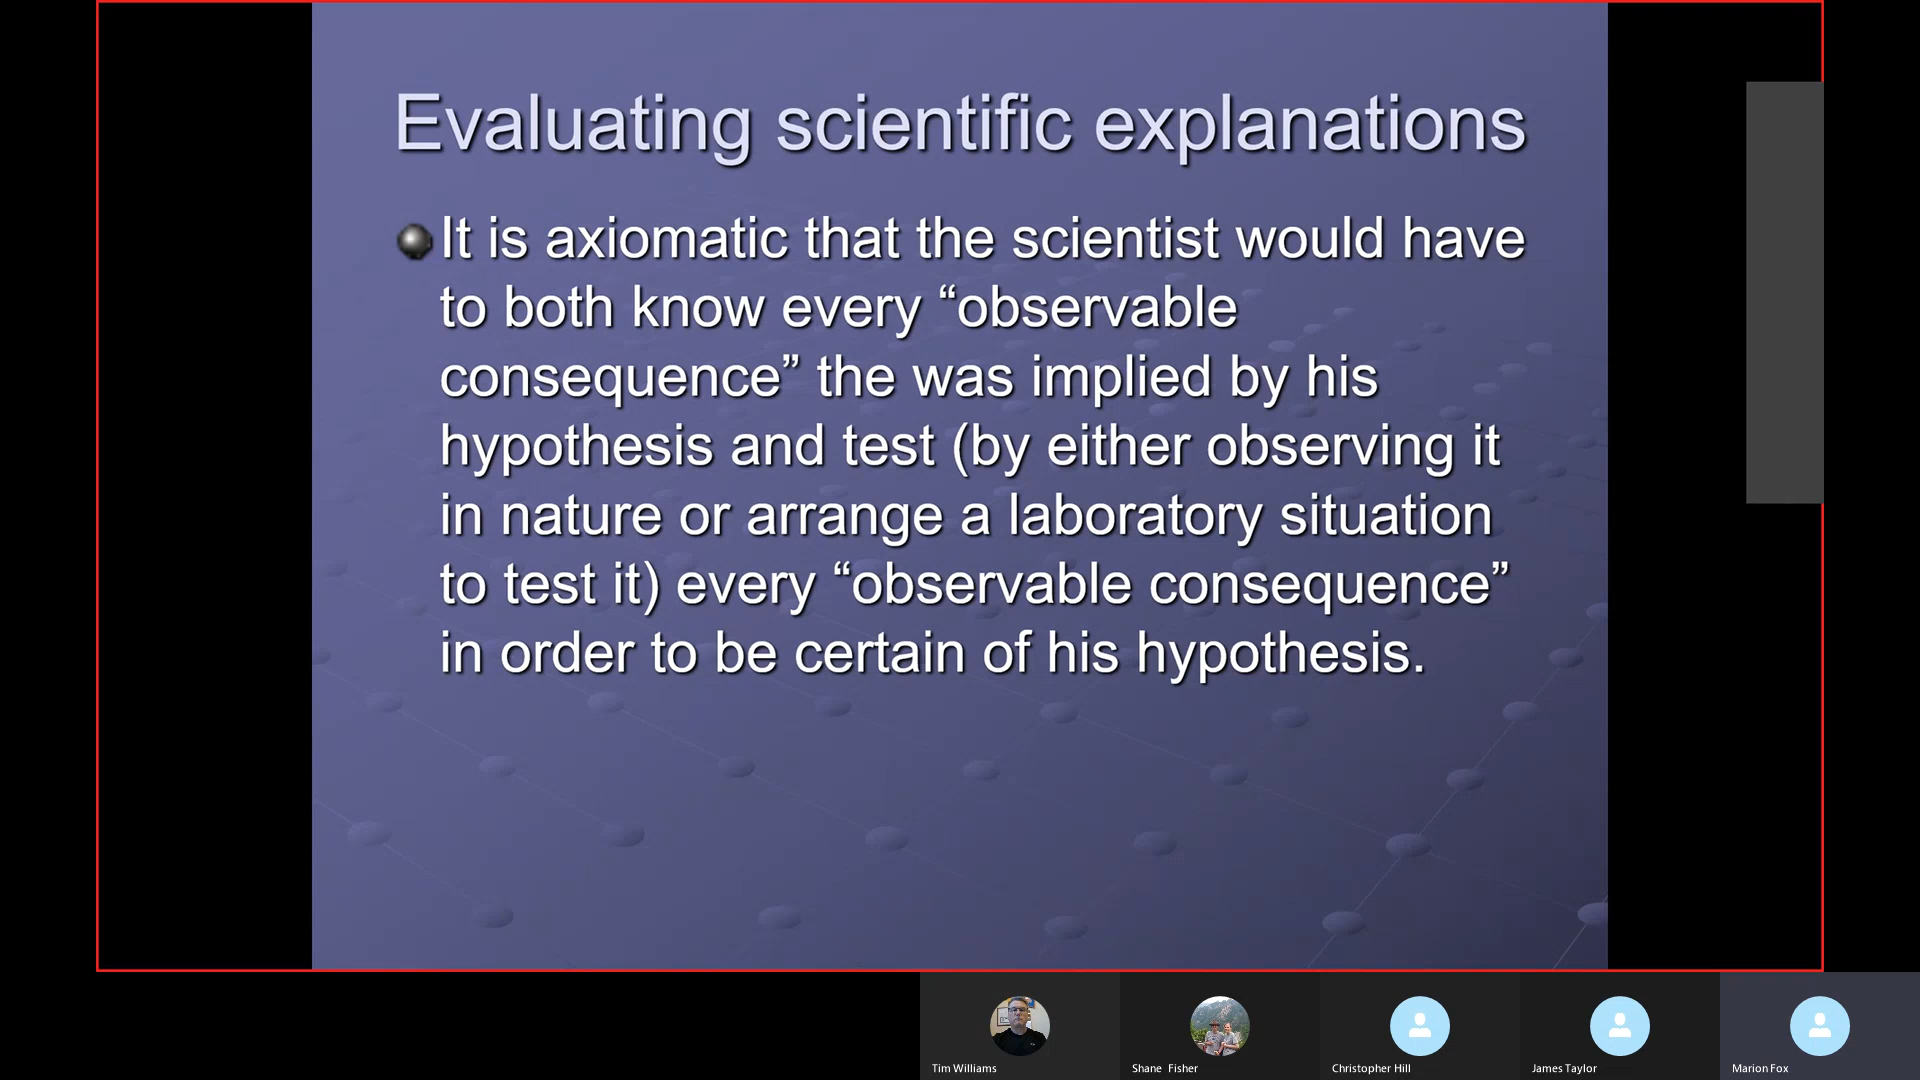 Evaluating scientific explanations
It is axiomatic that the scientist would have
to both know every “observable
consequence” the was implied by his
hypothesis and test (by either observing it
in nature or arrange a laboratory situation
to test it) every “observable consequence”
in order to be certain of his hypothesis.
Tim Williams
Shane Fisher
Christopher Hill
James Taylor
Marion Fox